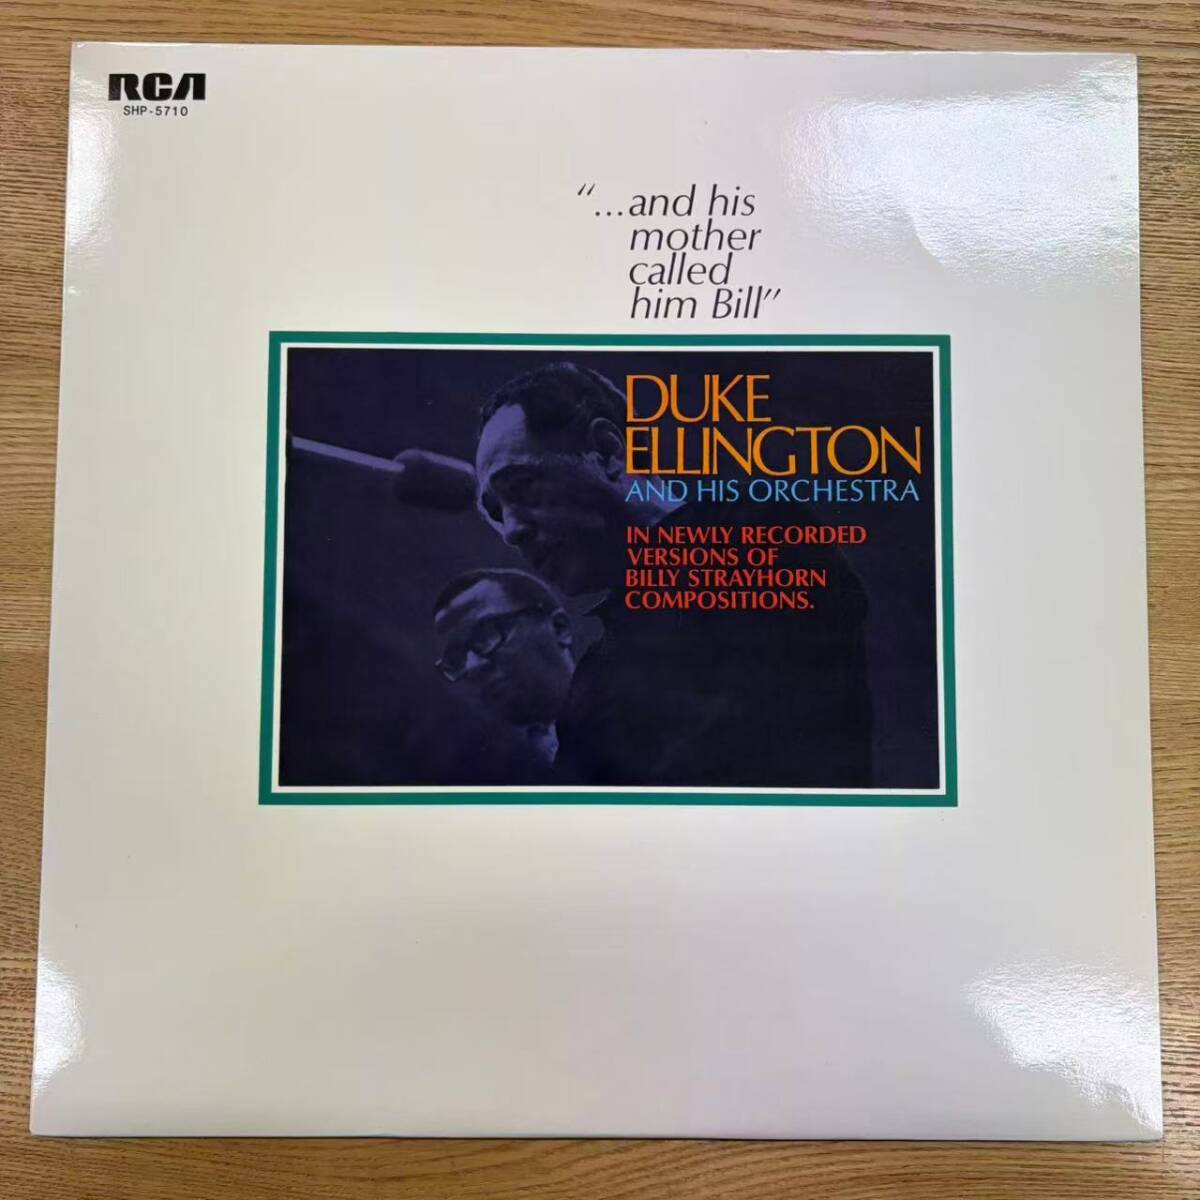 RCA
SHP-5710
“...and his
mother
called
him Bill”
DUKE
ELLINGTON
AND HIS ORCHESTRA
IN NEWLY RECORDED
VERSIONS OF
BILLY STRAYHORN
COMPOSITIONS.